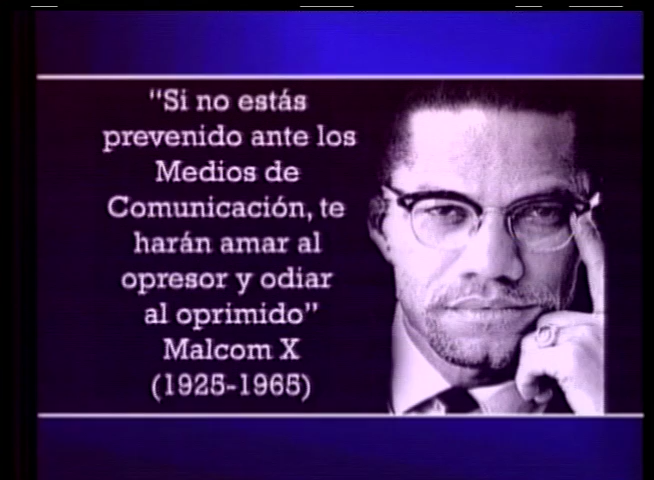 “Si no estás
prevenido ante los
Medios de
Comunicación, te
harán amar al
opresor y odiar
al oprimido”
Malcom X
(1925-1965)